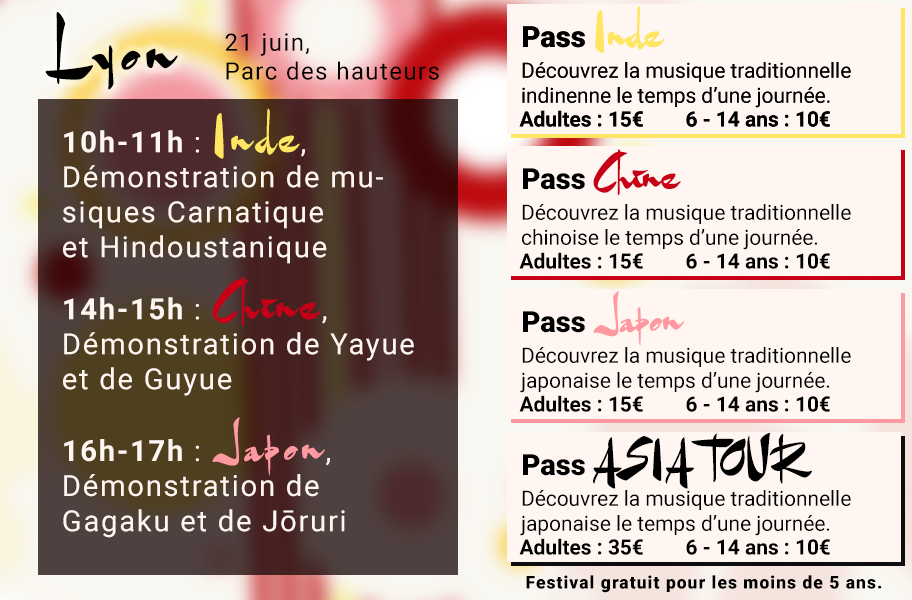 Lyon
21 juin,
Parc des hauteurs
10h-11h : Inde,
Démonstration de mu-
siques Carnatique
et Hindoustanique
14h-15h : Chine,
Démonstration de Yayue
et de Guyue
16h-17h : Japon,
Démonstration de
Gagaku et de Jōruri
Pass Inde
Découvrez la musique traditionnelle
indinenne le temps d’une journée.
Adultes : 15€ 6 - 14 ans : 10€
Pass Chine
Découvrez la musique traditionnelle
chinoise le temps d’une journée.
Adultes : 15€ 6 - 14 ans : 10€
Pass Japon
Découvrez la musique traditionnelle
japonaise le temps d’une journée.
Adultes : 15€ 6 - 14 ans : 10€
Pass ASIA TOUR
Découvrez la musique traditionnelle
japonaise le temps d’une journée.
Adultes : 35€ 6 - 14 ans : 10€
Festival gratuit pour les moins de 5 ans.